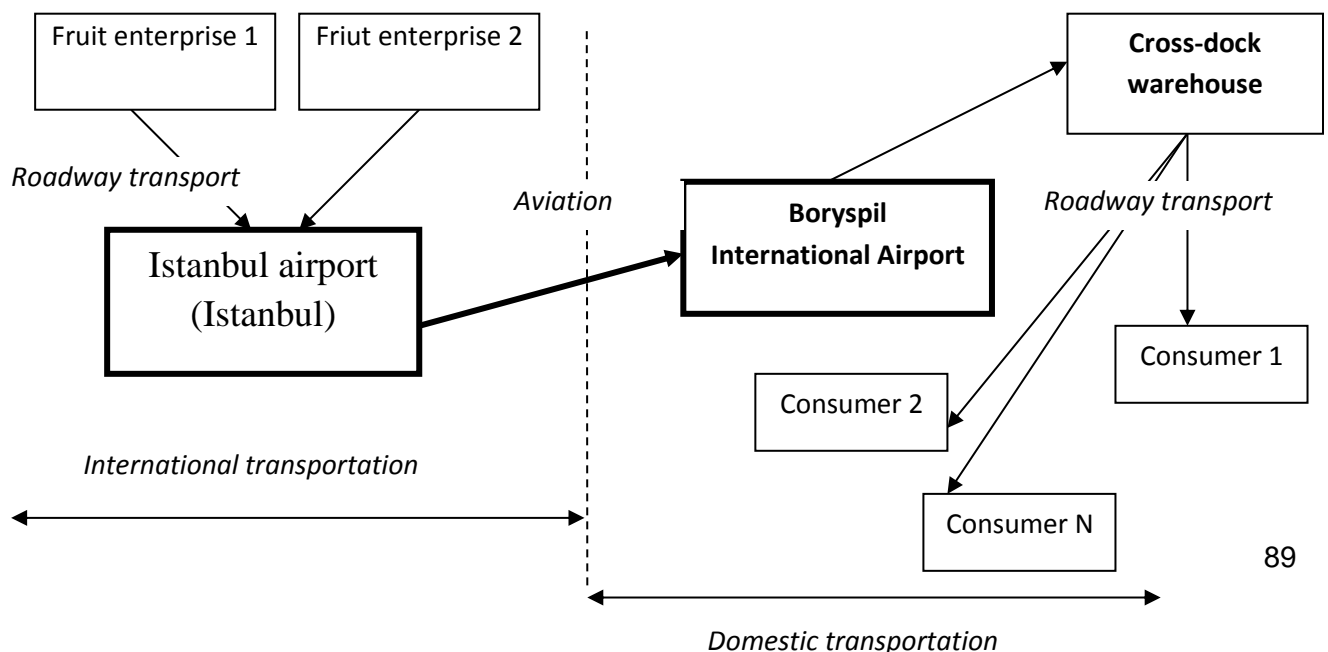 Fruit enterprise 1
Friut enterprise 2
Cross-dock
warehouse
Roadway transport
Aviation
Boryspil
International Airport
Roadway transport
Istanbul airport
(Istanbul)
Consumer 1
Consumer 2
International transportation
Consumer N
89
Domestic transportation